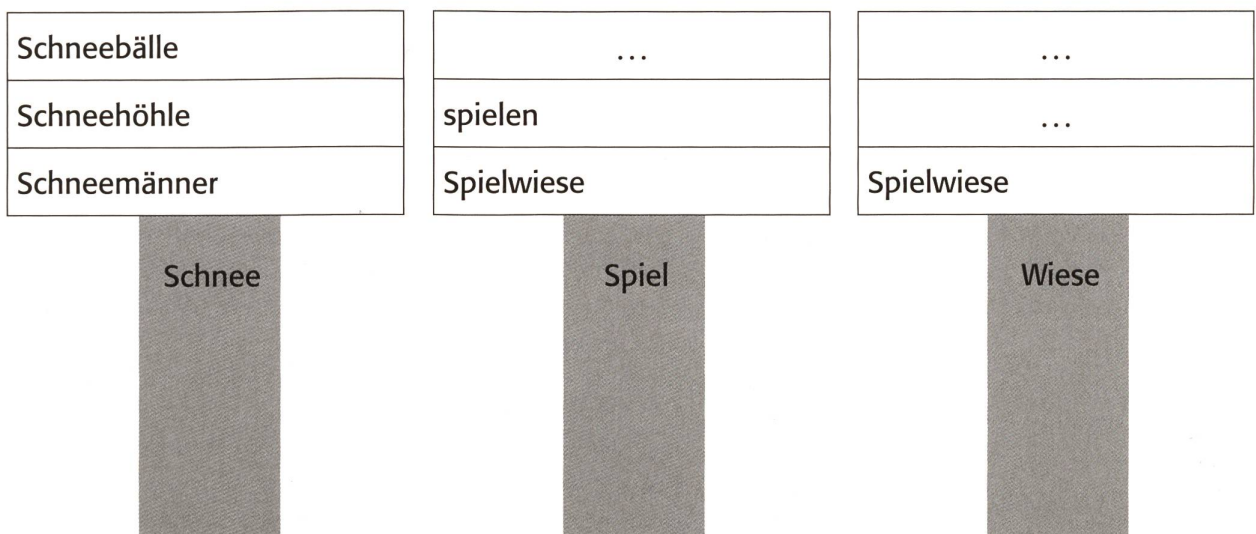 Schneebälle
Schneehöhle
Schneemänner
Schnee
...
spielen
Spielwiese
Spiel
...
...
Spielwiese
Wiese